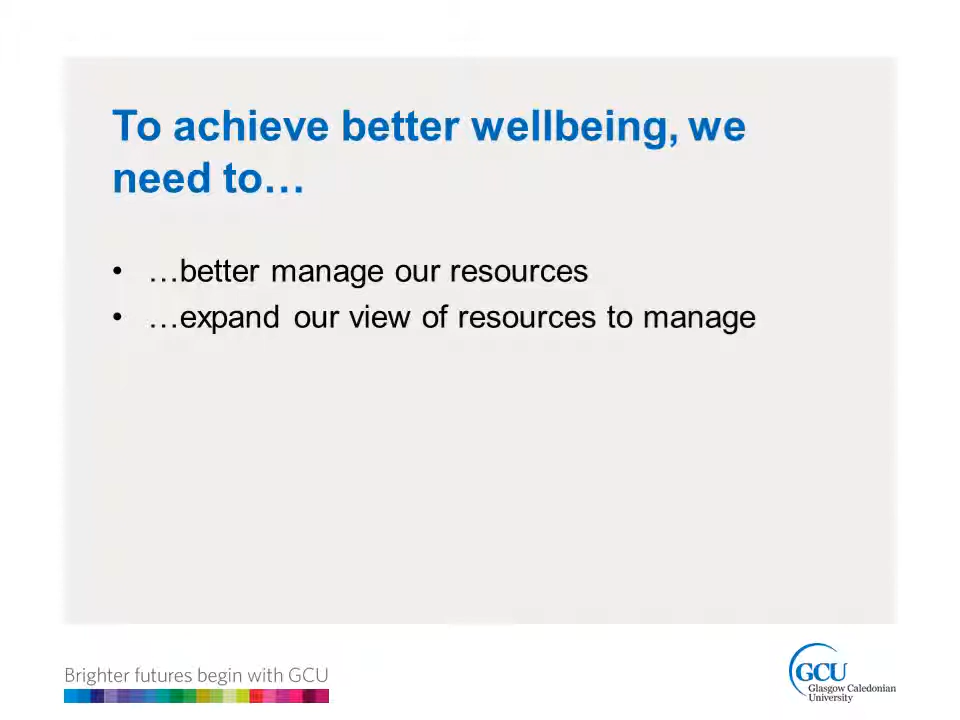 To achieve better wellbeing, we
need to…
• …better manage our resources
• …expand our view of resources to manage
Brighter futures begin with GCU
GCU
Glasgow Caledonian
University